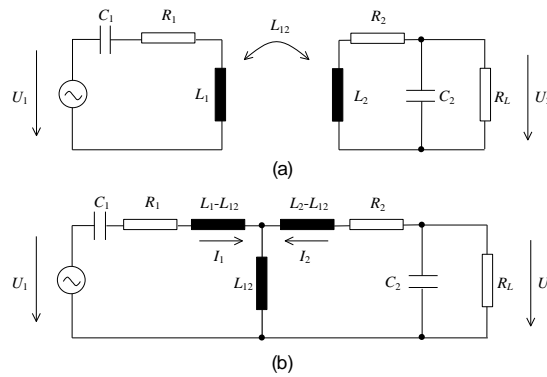 C1 R1 L12 R2
U1 L1 L2 C2 RL U
(a)
C1 R1 L1-L12 L2-L12 R2
I1 I2
U1 L12 C2 RL U
(b)